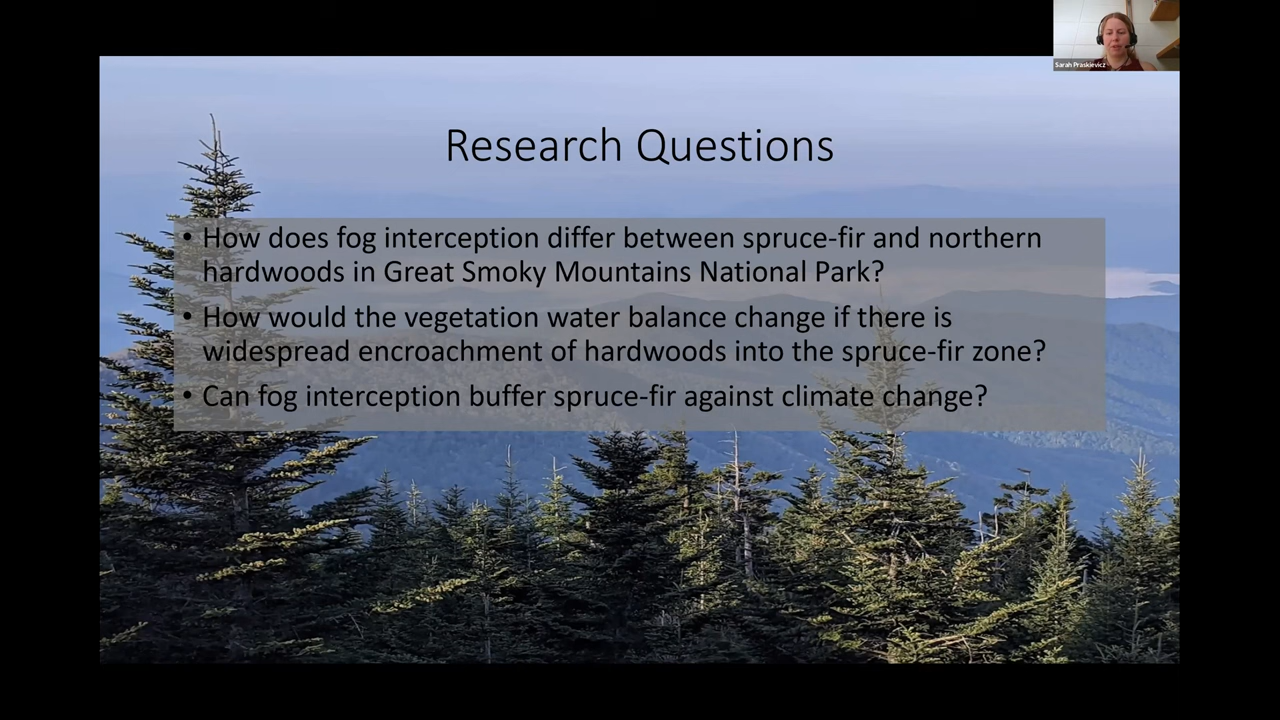 Sarah Praskievicz
Research Questions
• How does fog interception differ between spruce-fir and northern
hardwoods in Great Smoky Mountains National Park?
• How would the vegetation water balance change if there is
widespread encroachment of hardwoods into the spruce-fir zone?
• Can fog interception buffer spruce-fir against climate change?